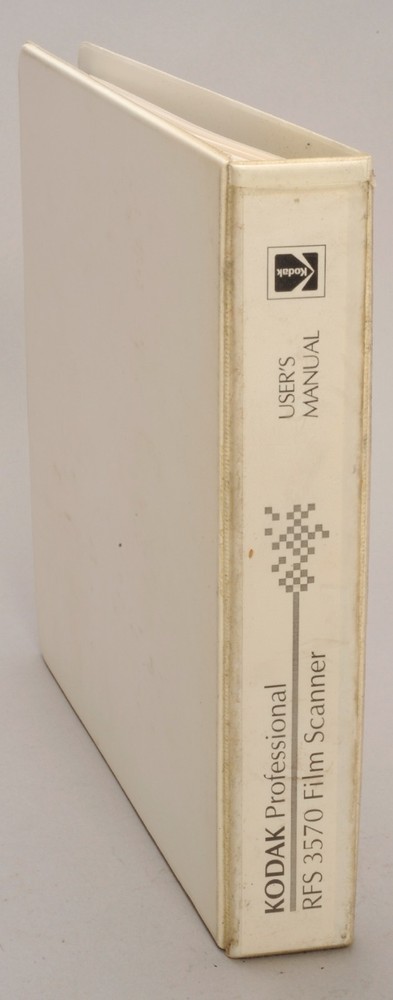 KODAK Professional
RFS 3570 Film Scanner
USER'S
MANUAL
Kodak